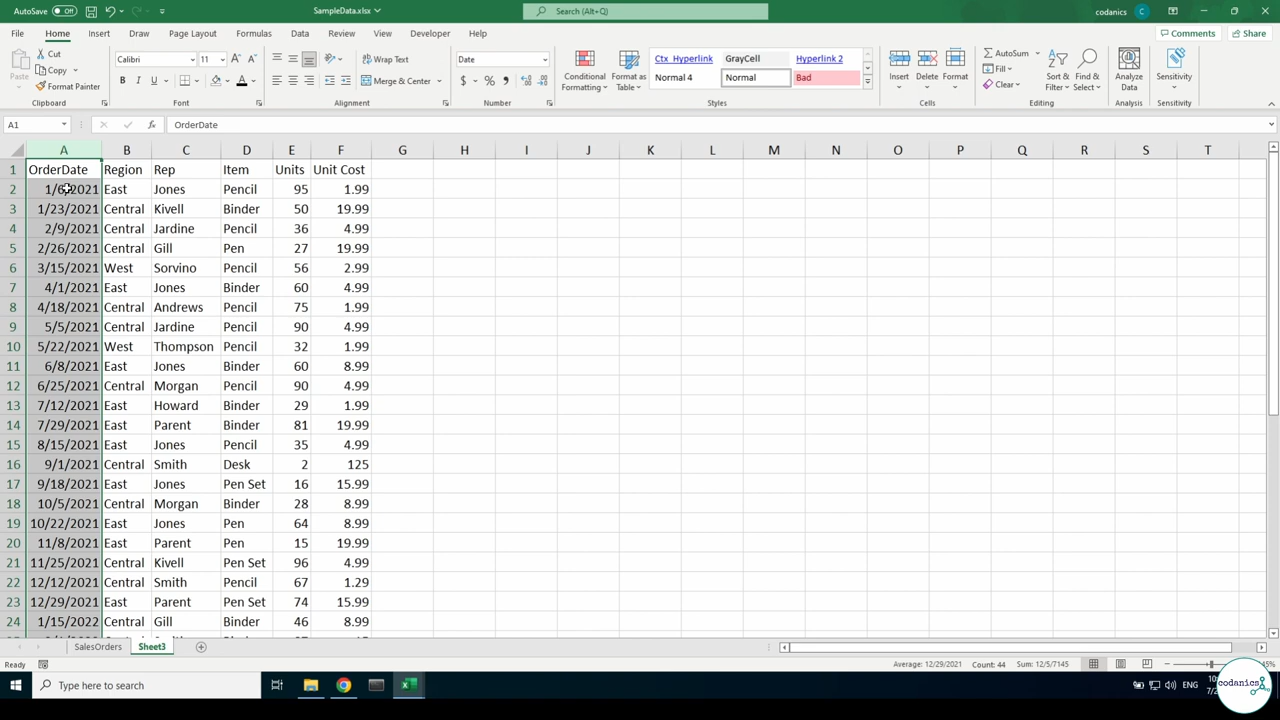 AutoSave Off SampleData.xlsx Search (Alt+Q) codanics C
File Home Insert Draw Page Layout Formulas Data Review View Developer Help Comments Share
Paste Cut Copy Format Painter Clipboard
Calibri 11 B I U Font
Wrap Text Merge & Center Alignment
Date $ % Number
Conditional Formatting Format as Table
Ctx_Hyperlink GrayCell Hyperlink 2
Normal 4 Normal Bad
Styles
Insert Delete Format Cells
AutoSum Fill Clear Sort & Filter Find & Select Editing
Analyze Data Analysis
Sensitivity Sensitivity
A1 fx OrderDate
A B C D E F G H I J K L M N O P Q R S T
1 OrderDate Region Rep Item Units Unit Cost
2 1/6/2021 East Jones Pencil 95 1.99
3 1/23/2021 Central Kivell Binder 50 19.99
4 2/9/2021 Central Jardine Pencil 36 4.99
5 2/26/2021 Central Gill Pen 27 19.99
6 3/15/2021 West Sorvino Pencil 56 2.99
7 4/1/2021 East Jones Binder 60 4.99
8 4/18/2021 Central Andrews Pencil 75 1.99
9 5/5/2021 Central Jardine Pencil 90 4.99
10 5/22/2021 West Thompson Pencil 32 1.99
11 6/8/2021 East Jones Binder 60 8.99
12 6/25/2021 Central Morgan Pencil 90 4.99
13 7/12/2021 East Howard Binder 29 1.99
14 7/29/2021 East Parent Binder 81 19.99
15 8/15/2021 East Jones Pencil 35 4.99
16 9/1/2021 Central Smith Desk 2 125
17 9/18/2021 East Jones Pen Set 16 15.99
18 10/5/2021 Central Morgan Binder 28 8.99
19 10/22/2021 East Jones Pen 64 8.99
20 11/8/2021 East Parent Pen 15 19.99
21 11/25/2021 Central Kivell Pen Set 96 4.99
22 12/12/2021 Central Smith Pencil 67 1.29
23 12/29/2021 East Parent Pen Set 74 15.99
24 1/15/2022 Central Gill Binder 46 8.99
SalesOrders Sheet3
Ready Average: 12/29/2021 Count: 44 Sum: 12/5/7145
Type here to search ENG
codanics